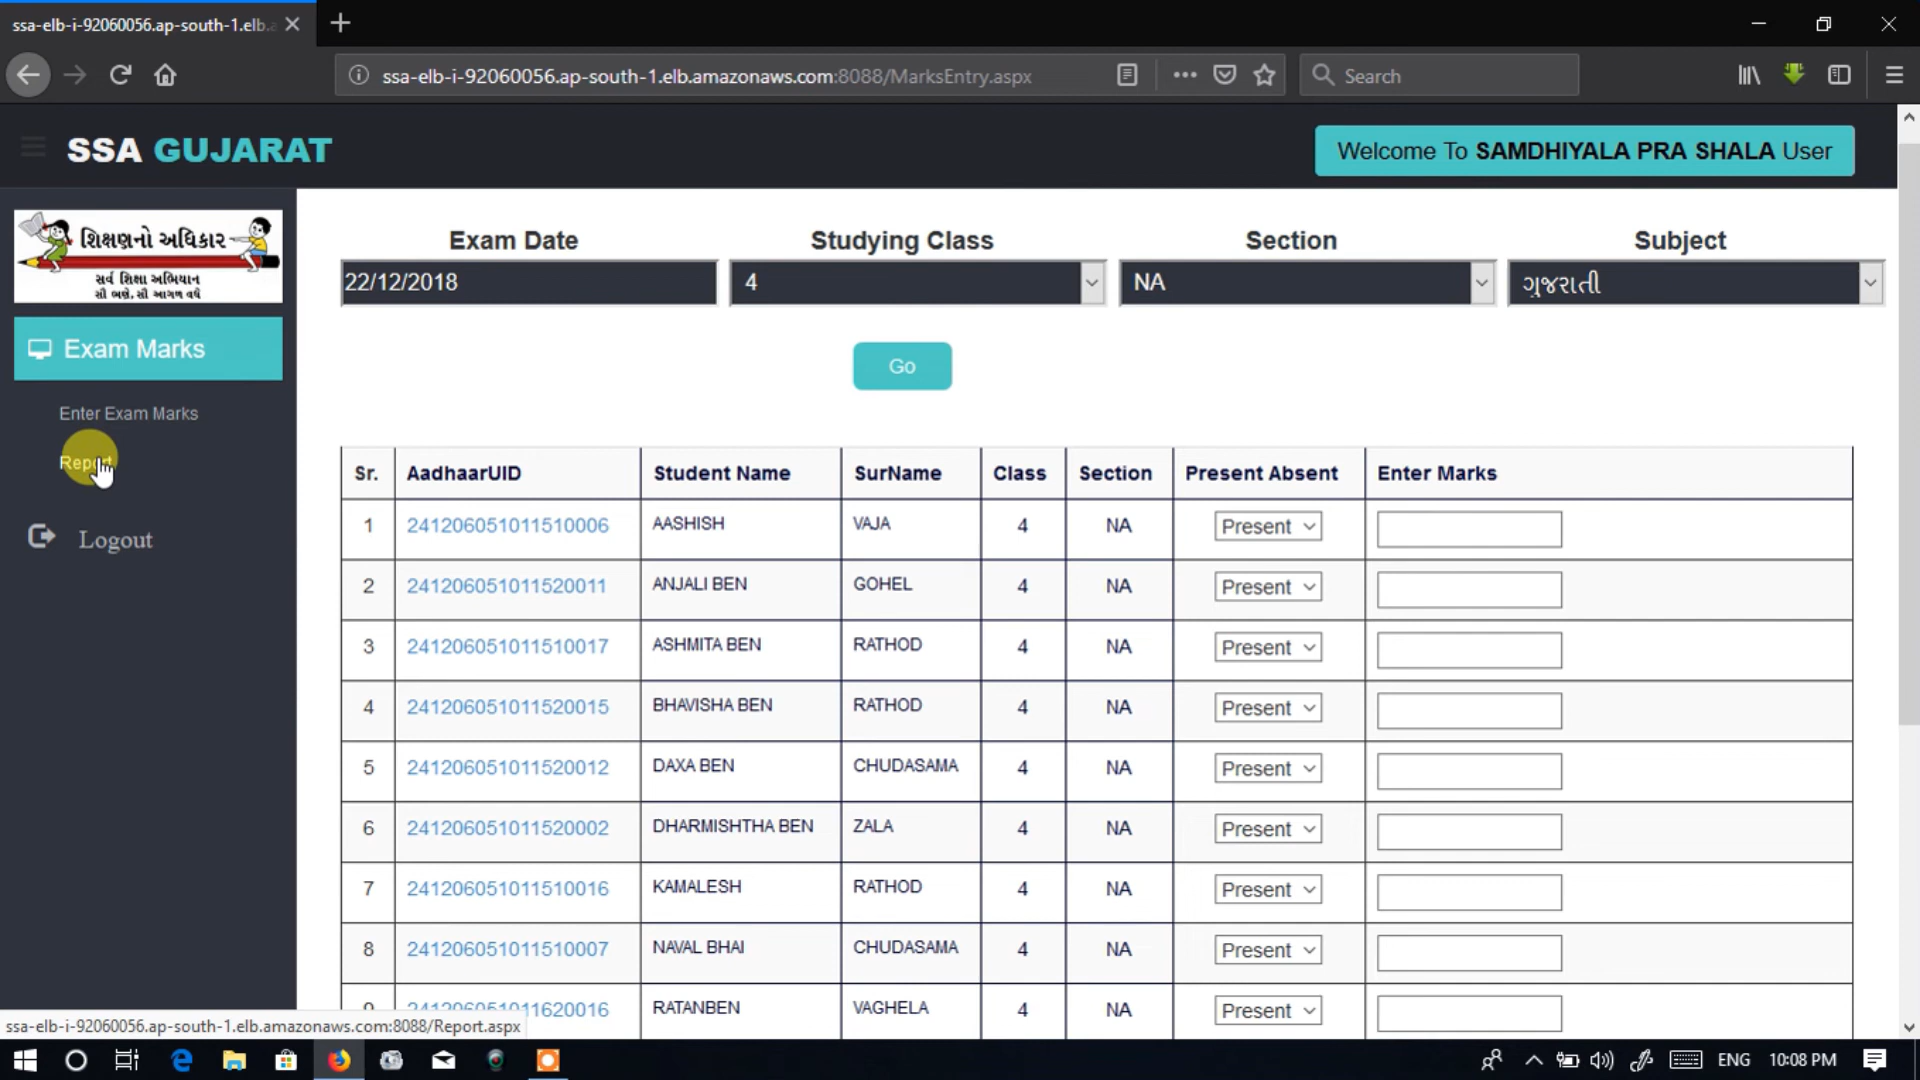 ssa-elb-i-92060056.ap-south-1.elb.a
ssa-elb-i-92060056.ap-south-1.elb.amazonaws.com:8088/MarksEntry.aspx
Search
SSA GUJARAT
Welcome To SAMDHIYALA PRA SHALA User
શિક્ષણનો અધિકાર
સર્વ શિક્ષા અભિયાન
સૌ ભણે, સૌ આગળ વધે
Exam Marks
Enter Exam Marks
Report
Logout
Exam Date Studying Class Section Subject
22/12/2018 4 NA ગુજરાતી
Go
Sr. AadhaarUID Student Name SurName Class Section Present Absent Enter Marks
1 241206051011510006 AASHISH VAJA 4 NA Present
2 241206051011520011 ANJALI BEN GOHEL 4 NA Present
3 241206051011510017 ASHMITA BEN RATHOD 4 NA Present
4 241206051011520015 BHAVISHA BEN RATHOD 4 NA Present
5 241206051011520012 DAXA BEN CHUDASAMA 4 NA Present
6 241206051011520002 DHARMISHTHA BEN ZALA 4 NA Present
7 241206051011510016 KAMALESH RATHOD 4 NA Present
8 241206051011510007 NAVAL BHAI CHUDASAMA 4 NA Present
9 241206051011620016 RATANBEN VAGHELA 4 NA Present
ssa-elb-i-92060056.ap-south-1.elb.amazonaws.com:8088/Report.aspx
ENG 10:08 PM